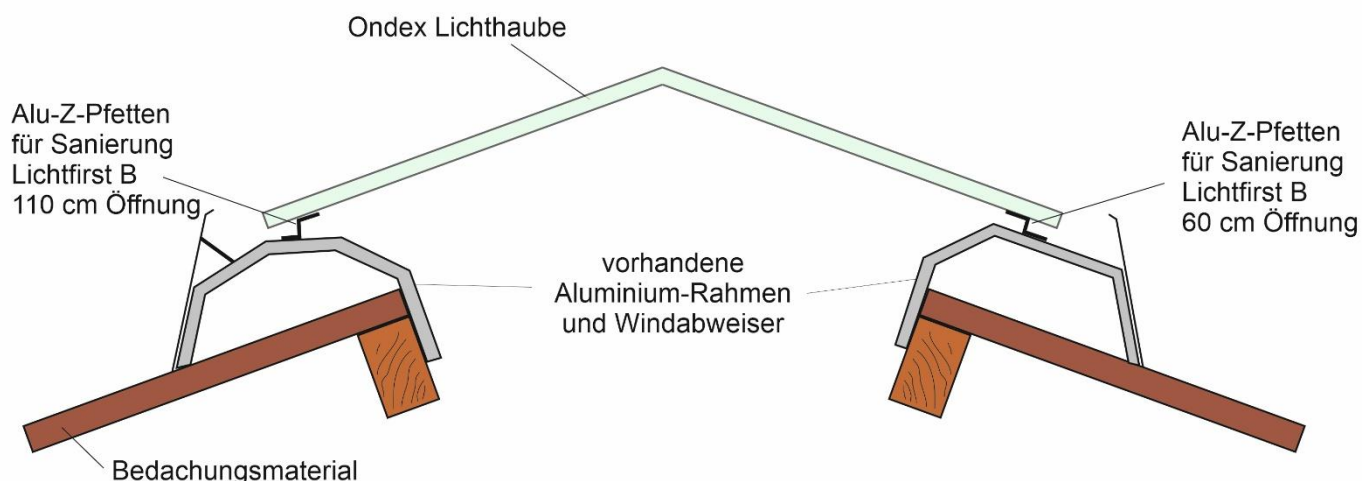 Ondex Lichthaube
Alu-Z-Pfetten
für Sanierung
Lichtfirst B
110 cm Öffnung
Alu-Z-Pfetten
für Sanierung
Lichtfirst B
60 cm Öffnung
vorhandene
Aluminium-Rahmen
und Windabweiser
Bedachungsmaterial